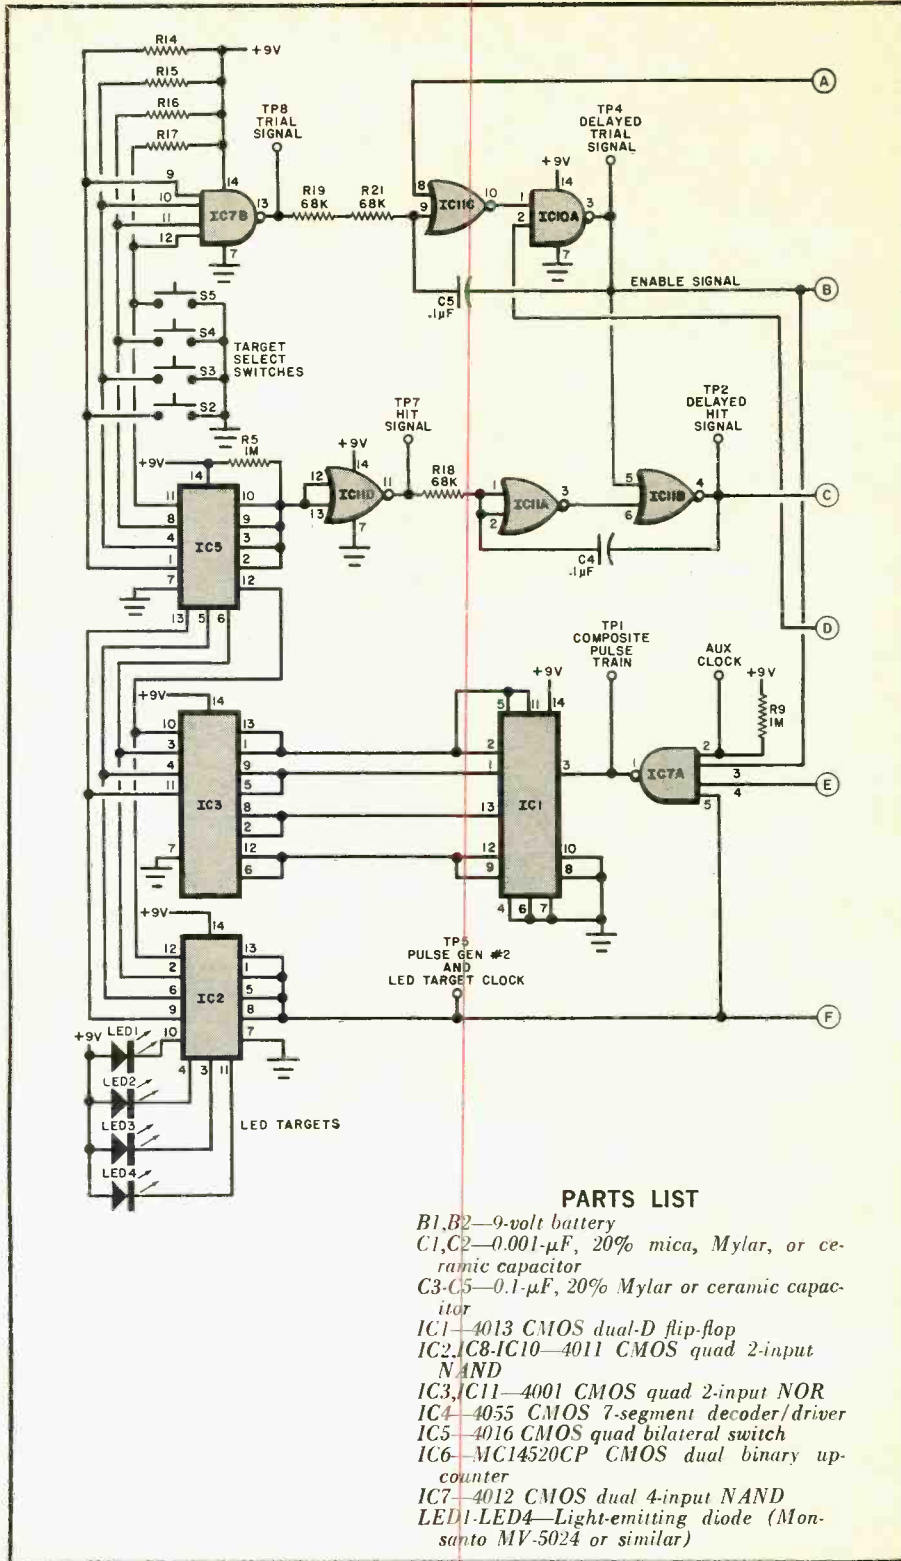 R14
+9V
R15
R16
R17
TP8
TRIAL
SIGNAL
TP4
DELAYED
TRIAL
SIGNAL
A
9
10
11
12
14
IC7B
13
7
R19
68K
R21
68K
8
9
IC11C
10
+9V
14
1
2
IC10A
3
7
C5
.1µF
ENABLE SIGNAL
B
S5
S4
S3
S2
TARGET
SELECT
SWITCHES
+9V
R5
1M
14
11
8
4
1
7
IC5
10
9
3
2
12
13
5
6
+9V
14
12
13
IC11D
11
7
TP7
HIT
SIGNAL
R18
68K
1
2
IC11A
3
5
6
IC11B
4
C4
.1µF
TP2
DELAYED
HIT
SIGNAL
C
D
TP1
COMPOSITE
PULSE
TRAIN
AUX
CLOCK
+9V
R9
1M
+9V
14
10
3
4
11
7
IC3
13
1
9
5
8
2
12
6
+9V
5
11
14
2
1
13
12
9
IC1
3
10
8
4
6
7
1
IC7A
2
3
4
5
E
+9V
14
12
2
6
9
10
IC2
13
1
5
8
7
4
3
11
TP5
PULSE GEN #2
AND
LED TARGET CLOCK
F
+9V
LED1
LED2
LED3
LED4
LED TARGETS
PARTS LIST
B1,B2—9-volt battery
C1,C2—0.001-µF, 20% mica, Mylar, or ce-
ramic capacitor
C3-C5—0.1-µF, 20% Mylar or ceramic capac-
itor
IC1—4013 CMOS dual-D flip-flop
IC2,IC8-IC10—4011 CMOS quad 2-input
NAND
IC3,IC11—4001 CMOS quad 2-input NOR
IC4—4055 CMOS 7-segment decoder/driver
IC5—4016 CMOS quad bilateral switch
IC6—MC14520CP CMOS dual binary up-
counter
IC7—4012 CMOS dual 4-input NAND
LED1-LED4—Light-emitting diode (Mon-
santo MV-5024 or similar)